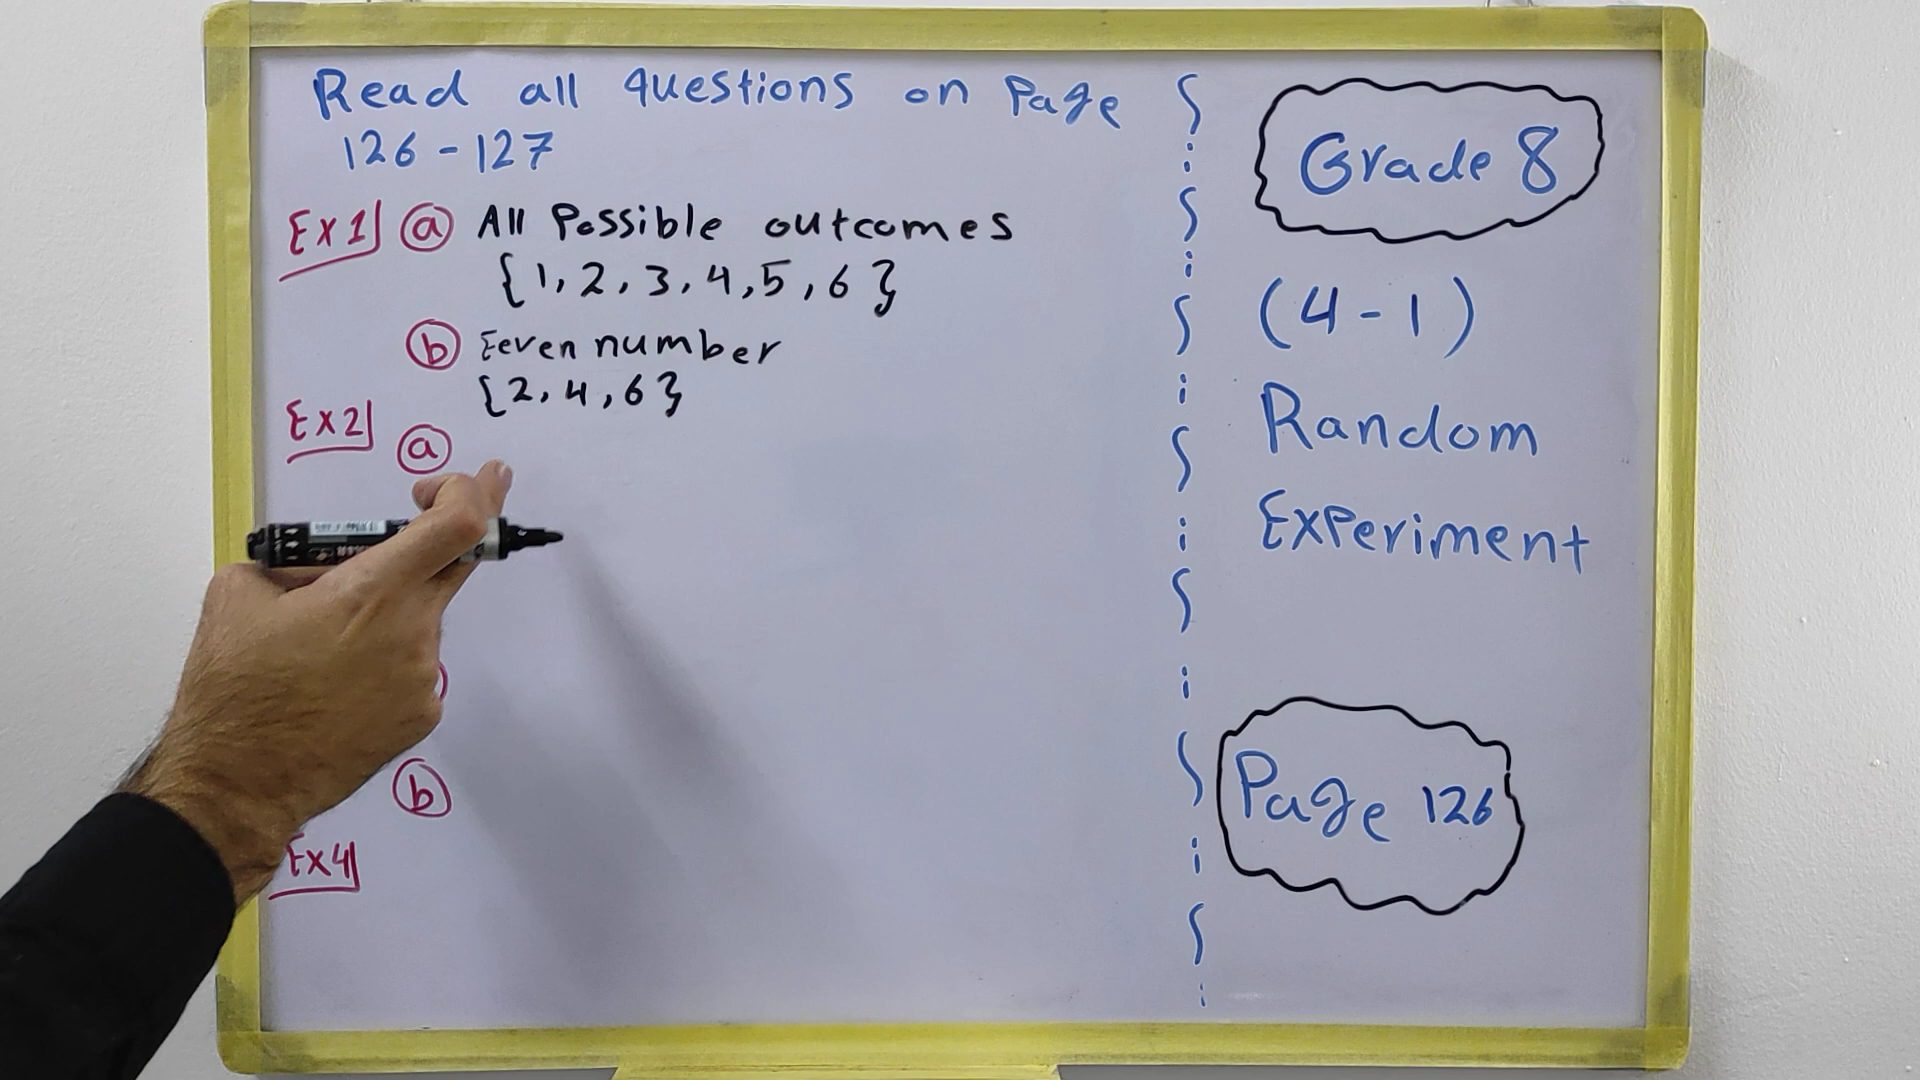 Read all questions on Page
126 - 127
Ex1 a All Possible outcomes
{1, 2, 3, 4, 5, 6}
b Eeven number
{2, 4, 6}
Ex2 a
b
Ex4
Grade 8
(4-1)
Random
Experiment
Page 126